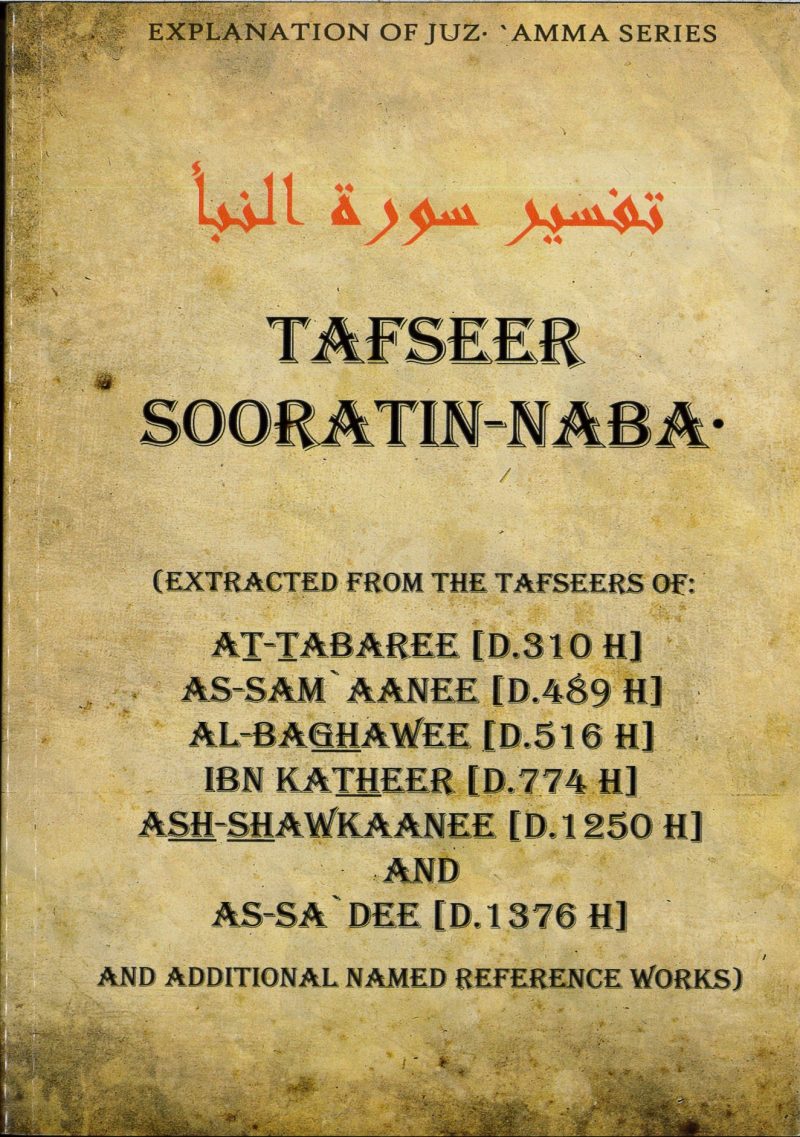 EXPLANATION OF JUZ· `AMMA SERIES
تفسير سورة النبأ
TAFSEER
SOORATIN-NABA·
(EXTRACTED FROM THE TAFSEERS OF:
AT-TABAREE [D.310 H]
AS-SAM`AANEE [D.489 H]
AL-BAGHAWEE [D.516 H]
IBN KATHEER [D.774 H]
ASH-SHAWKAANEE [D.1250 H]
AND
AS-SA`DEE [D.1376 H]
AND ADDITIONAL NAMED REFERENCE WORKS)